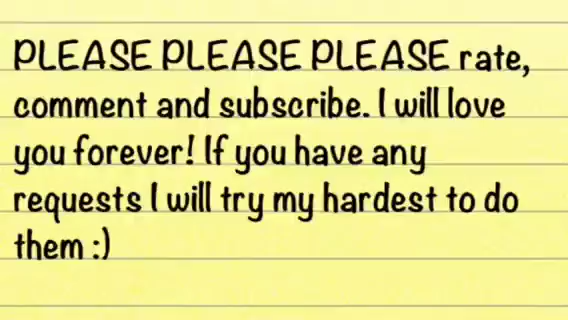 PLEASE PLEASE PLEASE rate,
comment and subscribe. I will love
you forever! If you have any
requests I will try my hardest to do
them :)